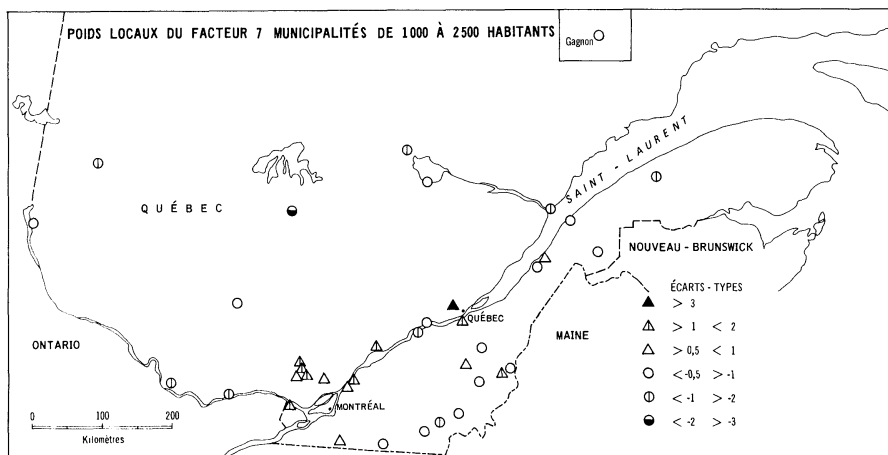 POIDS LOCAUX DU FACTEUR 7 MUNICIPALITÉS DE 1000 À 2500 HABITANTS
Gagnon
SAINT-LAURENT
QUÉBEC
NOUVEAU-BRUNSWICK
ÉCARTS-TYPES
> 3
> 1 < 2
> 0,5 < 1
<-0,5 >-1
<-1 >-2
<-2 >-3
QUÉBEC
MAINE
ONTARIO
MONTRÉAL
0 100 200
Kilomètres